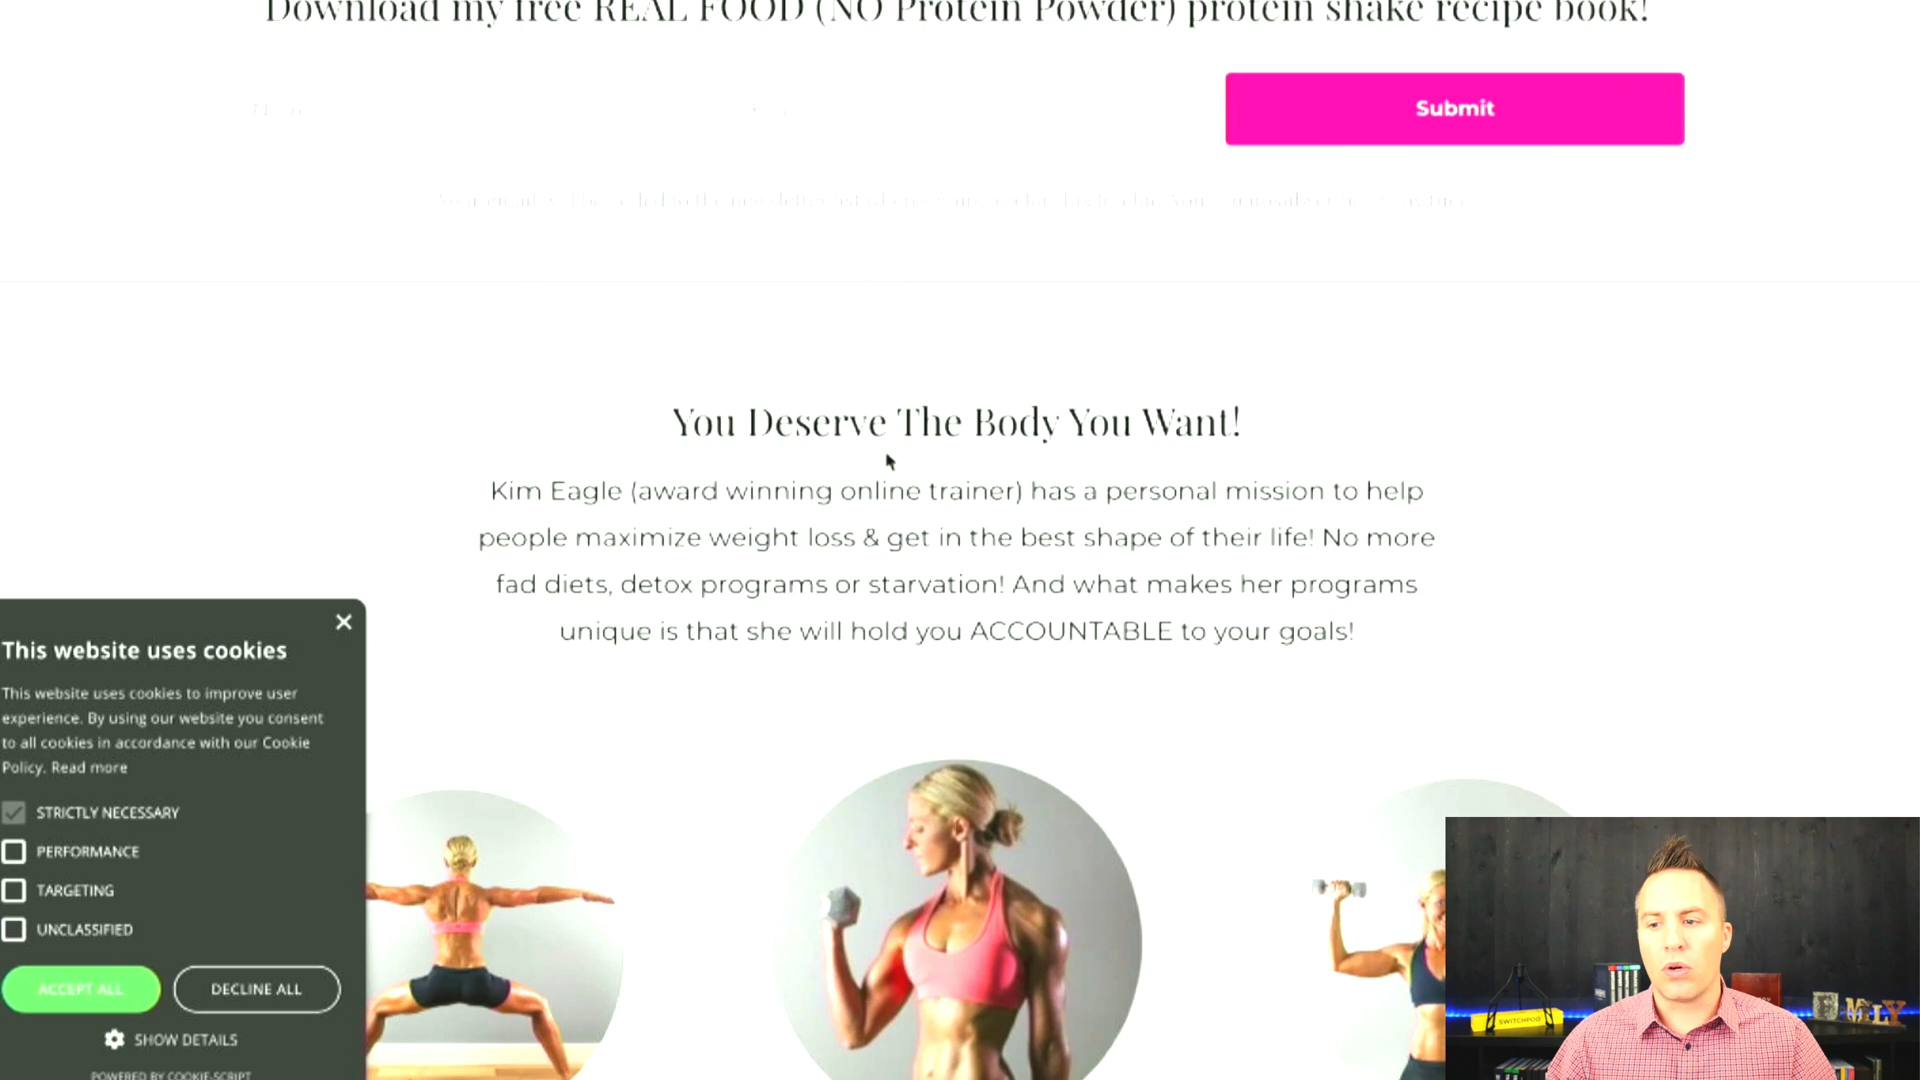 Download my free REAL FOOD (NO Protein Powder) protein shake recipe book!
Submit
You Deserve The Body You Want!
Kim Eagle (award winning online trainer) has a personal mission to help
people maximize weight loss & get in the best shape of their life! No more
fad diets, detox programs or starvation! And what makes her programs
unique is that she will hold you ACCOUNTABLE to your goals!
This website uses cookies
This website uses cookies to improve user
experience. By using our website you consent
to all cookies in accordance with our Cookie
Policy. Read more
STRICTLY NECESSARY
PERFORMANCE
TARGETING
UNCLASSIFIED
ACCEPT ALL
DECLINE ALL
SHOW DETAILS
POWERED BY COOKIE-SCRIPT
SWITCHPOD